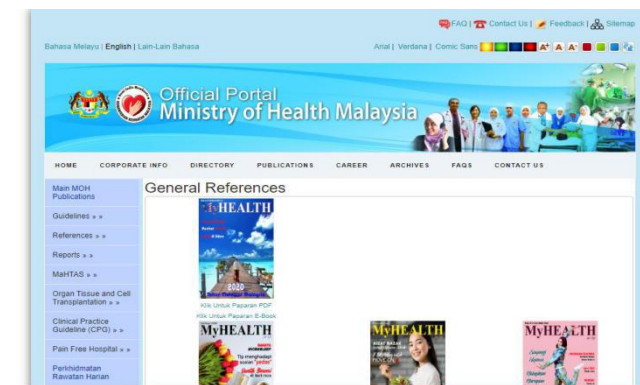 FAQ | Contact Us | Feedback | Sitemap
Bahasa Melayu | English | Lain-Lain Bahasa
Arial | Verdana | Comic Sans
A+ A A-
Official Portal
Ministry of Health Malaysia
HOME CORPORATE INFO DIRECTORY PUBLICATIONS CAREER ARCHIVES FAQS CONTACT US
Main MOH
Publications
Guidelines » »
References » »
Reports » »
MaHTAS » »
Organ Tissue and Cell
Transplantation » »
Clinical Practice
Guideline (CPG) » »
Pain Free Hospital » »
Perkhidmatan
Rawatan Harian
General References
MyHEALTH
2020
Klik Untuk Paparan PDF
Klik Untuk Paparan E-Book
MyHEALTH
Tip menghadapi
MyHEALTH
MyHEALTH